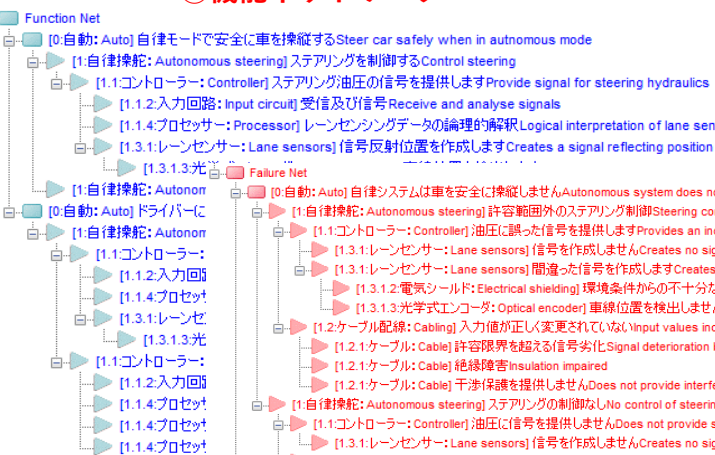 Function Net
[0:自動: Auto] 自律モードで安全に車を操縦するSteer car safely when in autnomous mode
[1:自律操舵: Autonomous steering] ステアリングを制御するControl steering
[1.1:コントローラー: Controller] ステアリング油圧の信号を提供しますProvide signal for steering hydraulics
[1.1.2:入力回路: Input circuit] 受信及び信号Receive and analyse signals
[1.1.4:プロセッサー: Processor] レーンセンシングデータの論理的解釈Logical interpretation of lane sen
[1.3.1:レーンセンサー: Lane sensors] 信号反射位置を作成しますCreates a signal reflecting position
[1.3.1.3:光
[1:自律操舵: Autonom
[0:自動: Auto] ドライバーに
[1:自律操舵: Autonom
[1.1:コントローラー:
[1.1.2:入力回
[1.1.4:プロセッサ
[1.3.1:レーンセ
[1.3.1.3:光
[1.1:コントローラー:
[1.1.2:入力回
[1.1.4:プロセッサ
[1.1.4:プロセッサ
[1.1.4:プロセッサ
Failure Net
[0:自動: Auto] 自律システムは車を安全に操縦しませんAutonomous system does no
[1:自律操舵: Autonomous steering] 許容範囲外のステアリング制御Steering co
[1.1:コントローラー: Controller] 油圧に誤った信号を提供しますProvides an inc
[1.3.1:レーンセンサー: Lane sensors] 信号を作成しませんCreates no sig
[1.3.1:レーンセンサー: Lane sensors] 間違った信号を作成しますCreates
[1.3.1.2:電気シールド: Electrical shielding] 環境条件からの不十分な
[1.3.1.3:光学式エンコーダ: Optical encoder] 車線位置を検出しません
[1.2:ケーブル配線: Cabling] 入力値が正しく変更されていないInput values inc
[1.2.1:ケーブル: Cable] 許容限界を超える信号劣化Signal deterioration
[1.2.1:ケーブル: Cable] 絶縁障害Insulation impaired
[1.2.1:ケーブル: Cable] 干渉保護を提供しませんDoes not provide interfe
[1:自律操舵: Autonomous steering] ステアリングの制御なしNo control of steerin
[1.1:コントローラー: Controller] 油圧に信号を提供しませんDoes not provide s
[1.3.1:レーンセンサー: Lane sensors] 信号を作成しませんCreates no sig